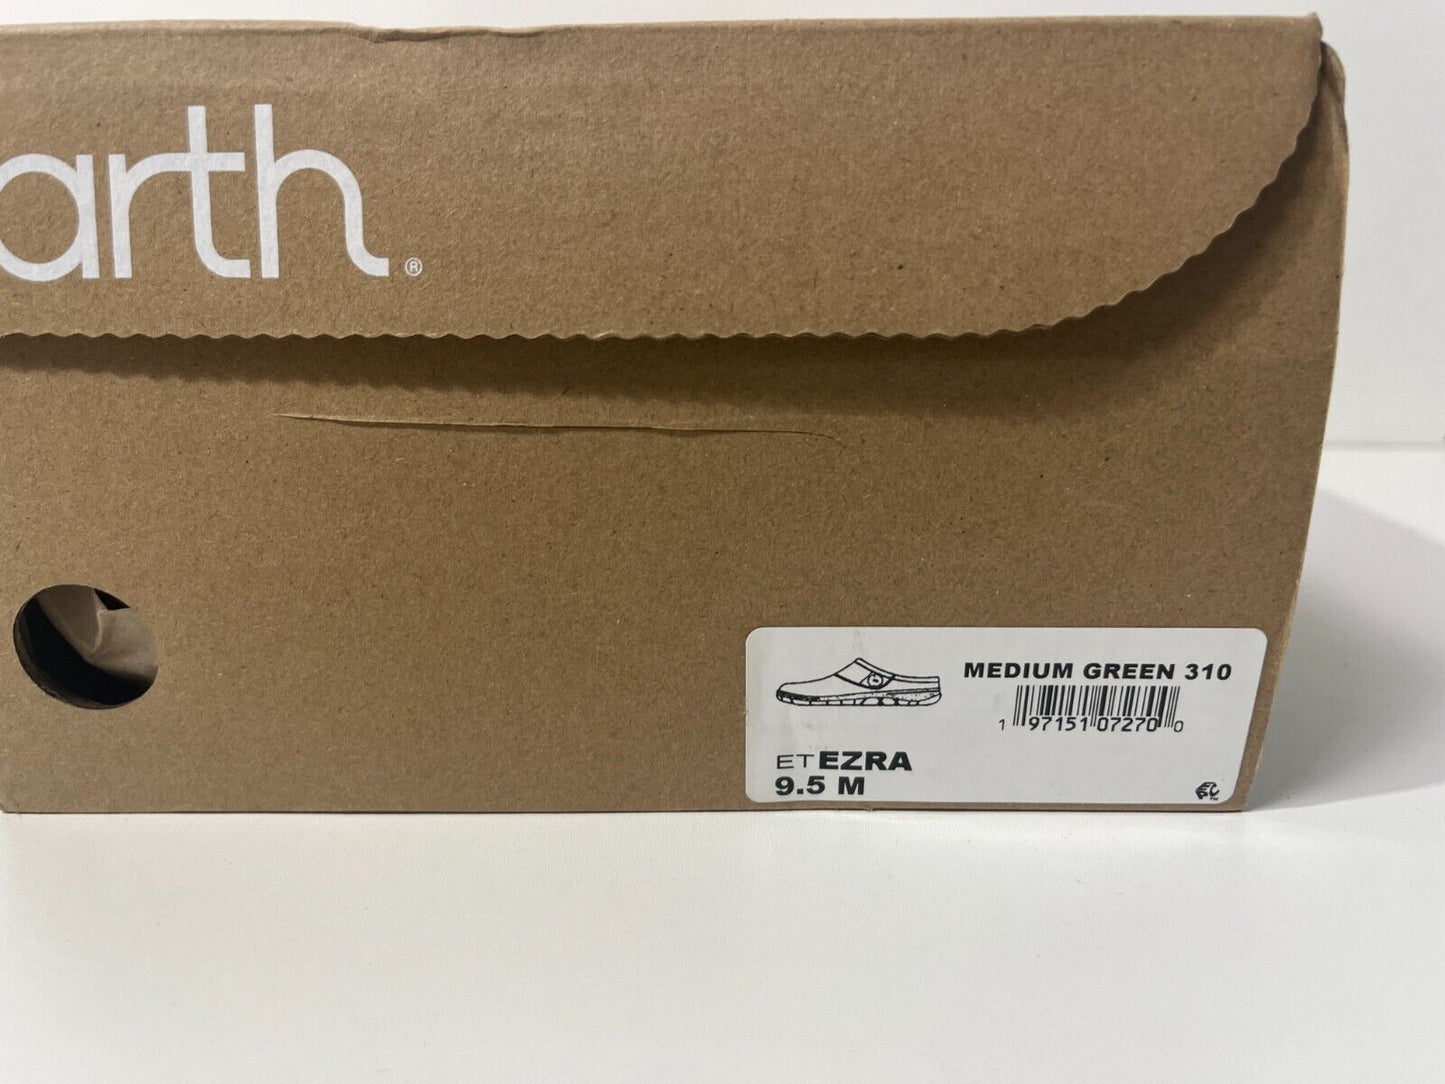 arth®
MEDIUM GREEN 310
1 97151 07270 0
ET EZRA
9.5 M